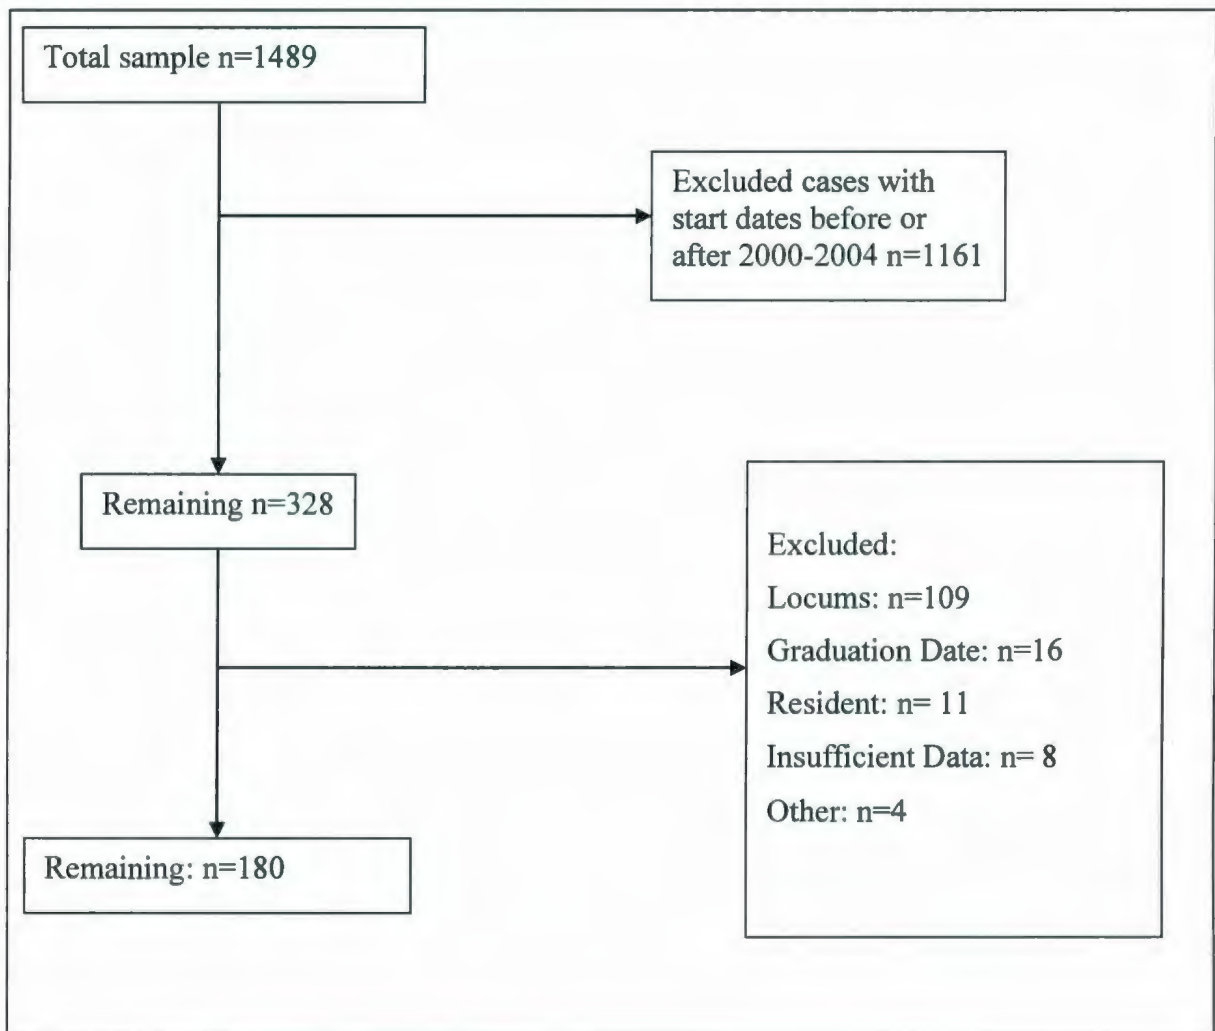 Total sample n=1489
Excluded cases with
start dates before or
after 2000-2004 n=1161
Remaining n=328
Excluded:
Locums: n=109
Graduation Date: n=16
Resident: n= 11
Insufficient Data: n= 8
Other: n=4
Remaining: n=180